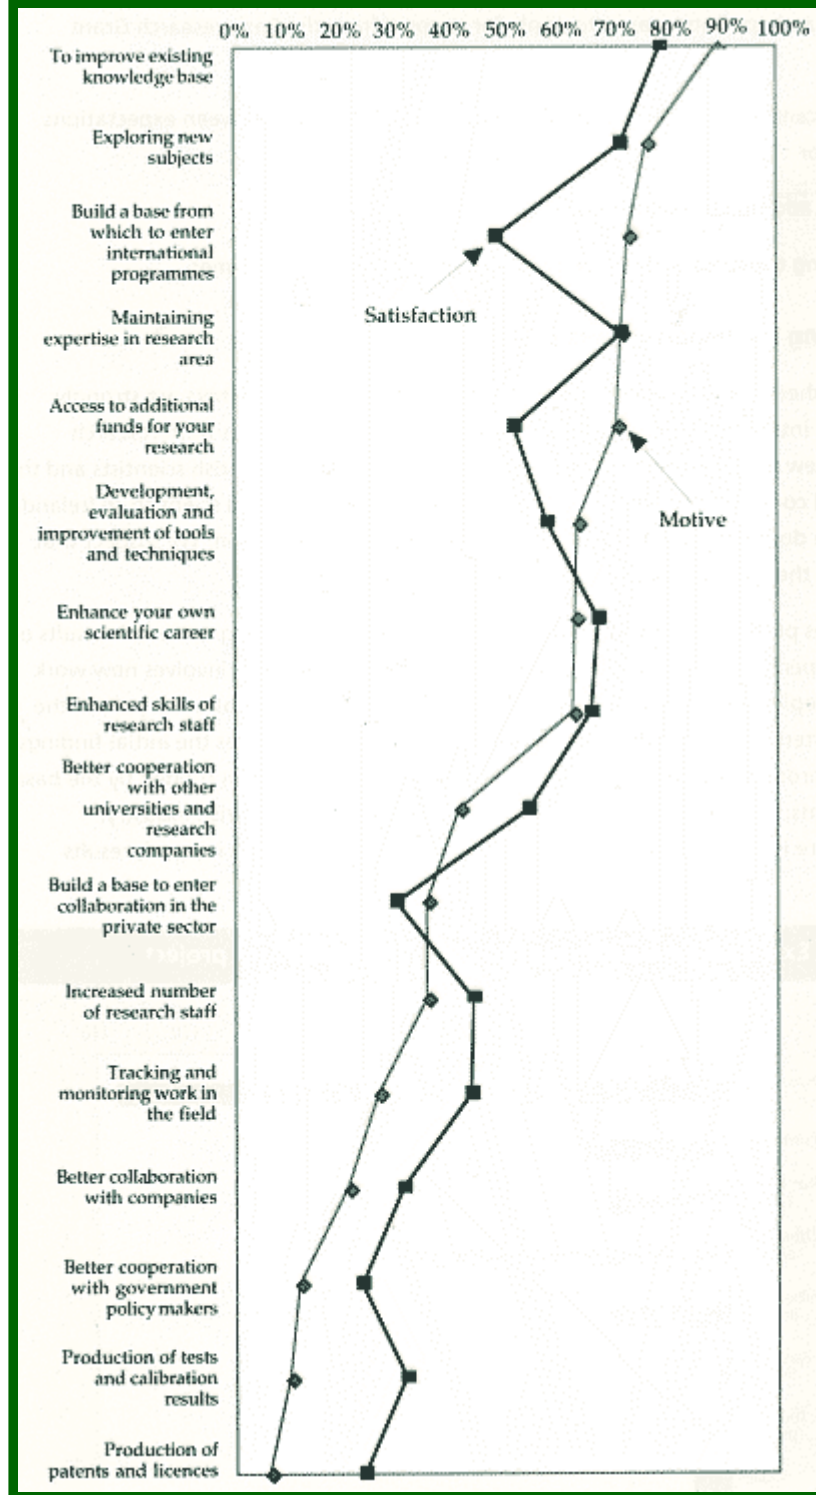 0% 10% 20% 30% 40% 50% 60% 70% 80% 90% 100%
To improve existing
knowledge base
Exploring new
subjects
Build a base from
which to enter
international
programmes
Satisfaction
Maintaining
expertise in research
area
Access to additional
funds for your
research
Motive
Development,
evaluation and
improvement of tools
and techniques
Enhance your own
scientific career
Enhanced skills of
research staff
Better cooperation
with other
universities and
research
companies
Build a base to enter
collaboration in the
private sector
Increased number
of research staff
Tracking and
monitoring work in
the field
Better collaboration
with companies
Better cooperation
with government
policy makers
Production of tests
and calibration
results
Production of
patents and licences